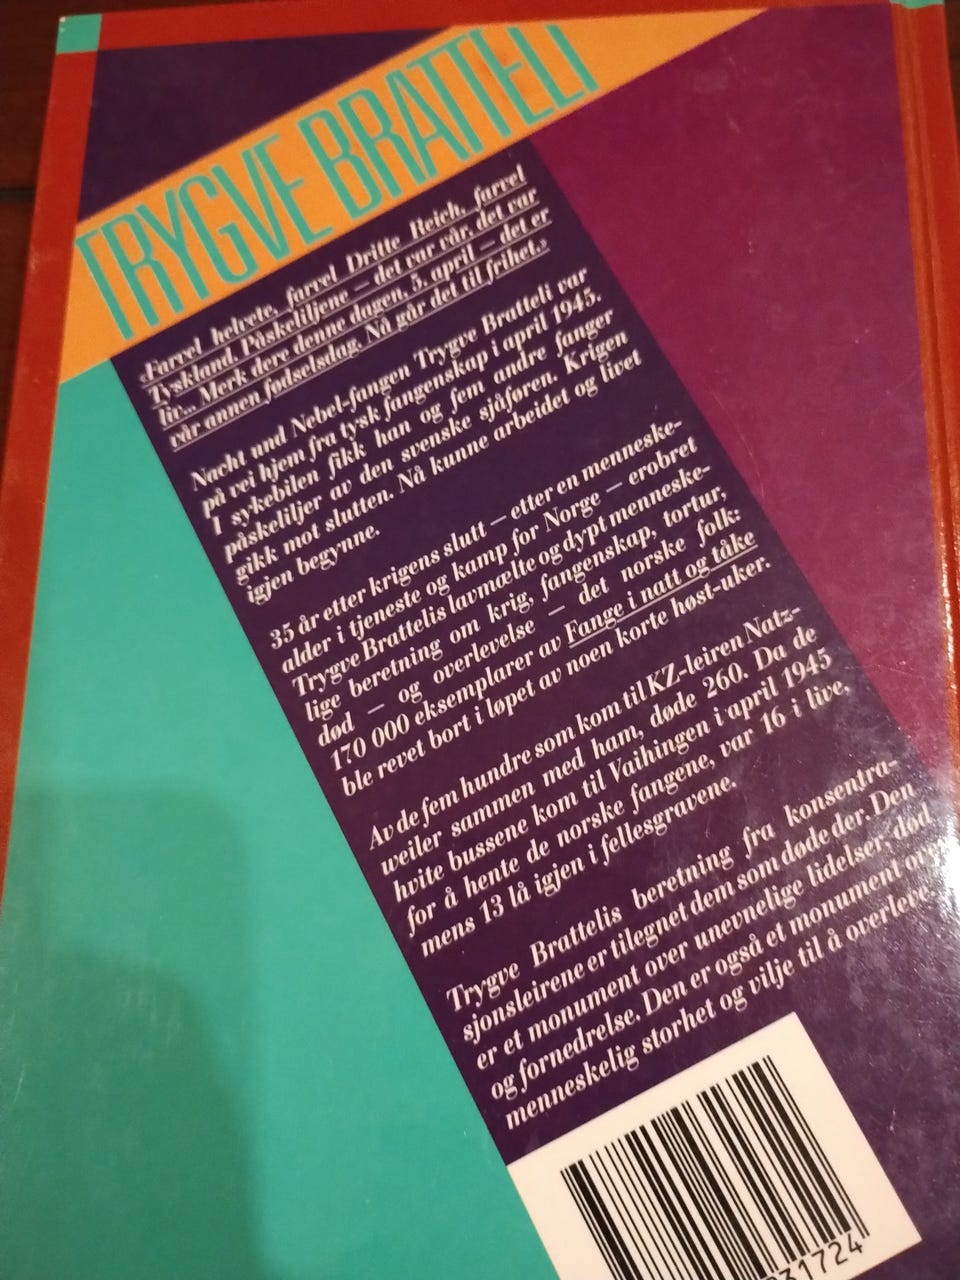 TRYGVE BRATTELI
«Farvel helvete, farvel Dritte Reich, farvel
Tyskland. Påskeliljene – det var vår, det var
liv... Merk dere denne dagen, 5. april – det er
vår annen fødselsdag. Nå går det til frihet.»
Nacht und Nebel-fangen Trygve Bratteli var
på vei hjem fra tysk fangenskap i april 1945.
I sykebilen fikk han og fem andre fanger
påskeliljer av den svenske sjåføren. Krigen
gikk mot slutten. Nå kunne arbeidet og livet
igjen begynne.
35 år etter krigens slutt – etter en menneske-
alder i tjeneste og kamp for Norge – erobret
Trygve Brattelis lavmælte og dypt menneske-
lige beretning om krig, fangenskap, tortur,
død – og overlevelse – det norske folk:
170 000 eksemplarer av Fange i natt og tåke
ble revet bort i løpet av noen korte høst-uker.
Av de fem hundre som kom til KZ-leiren Natz-
weiler sammen med ham, døde 260. Da de
hvite bussene kom til Vaihingen i april 1945
for å hente de norske fangene, var 16 i live,
mens 13 lå igjen i fellesgravene.
Trygve Brattelis beretning fra konsentra-
sjonsleirene er tilegnet dem som døde der. Den
er et monument over unevnelige lidelser, død
og fornedrelse. Den er også et monument over
menneskelig storhet og vilje til å overleve
31724